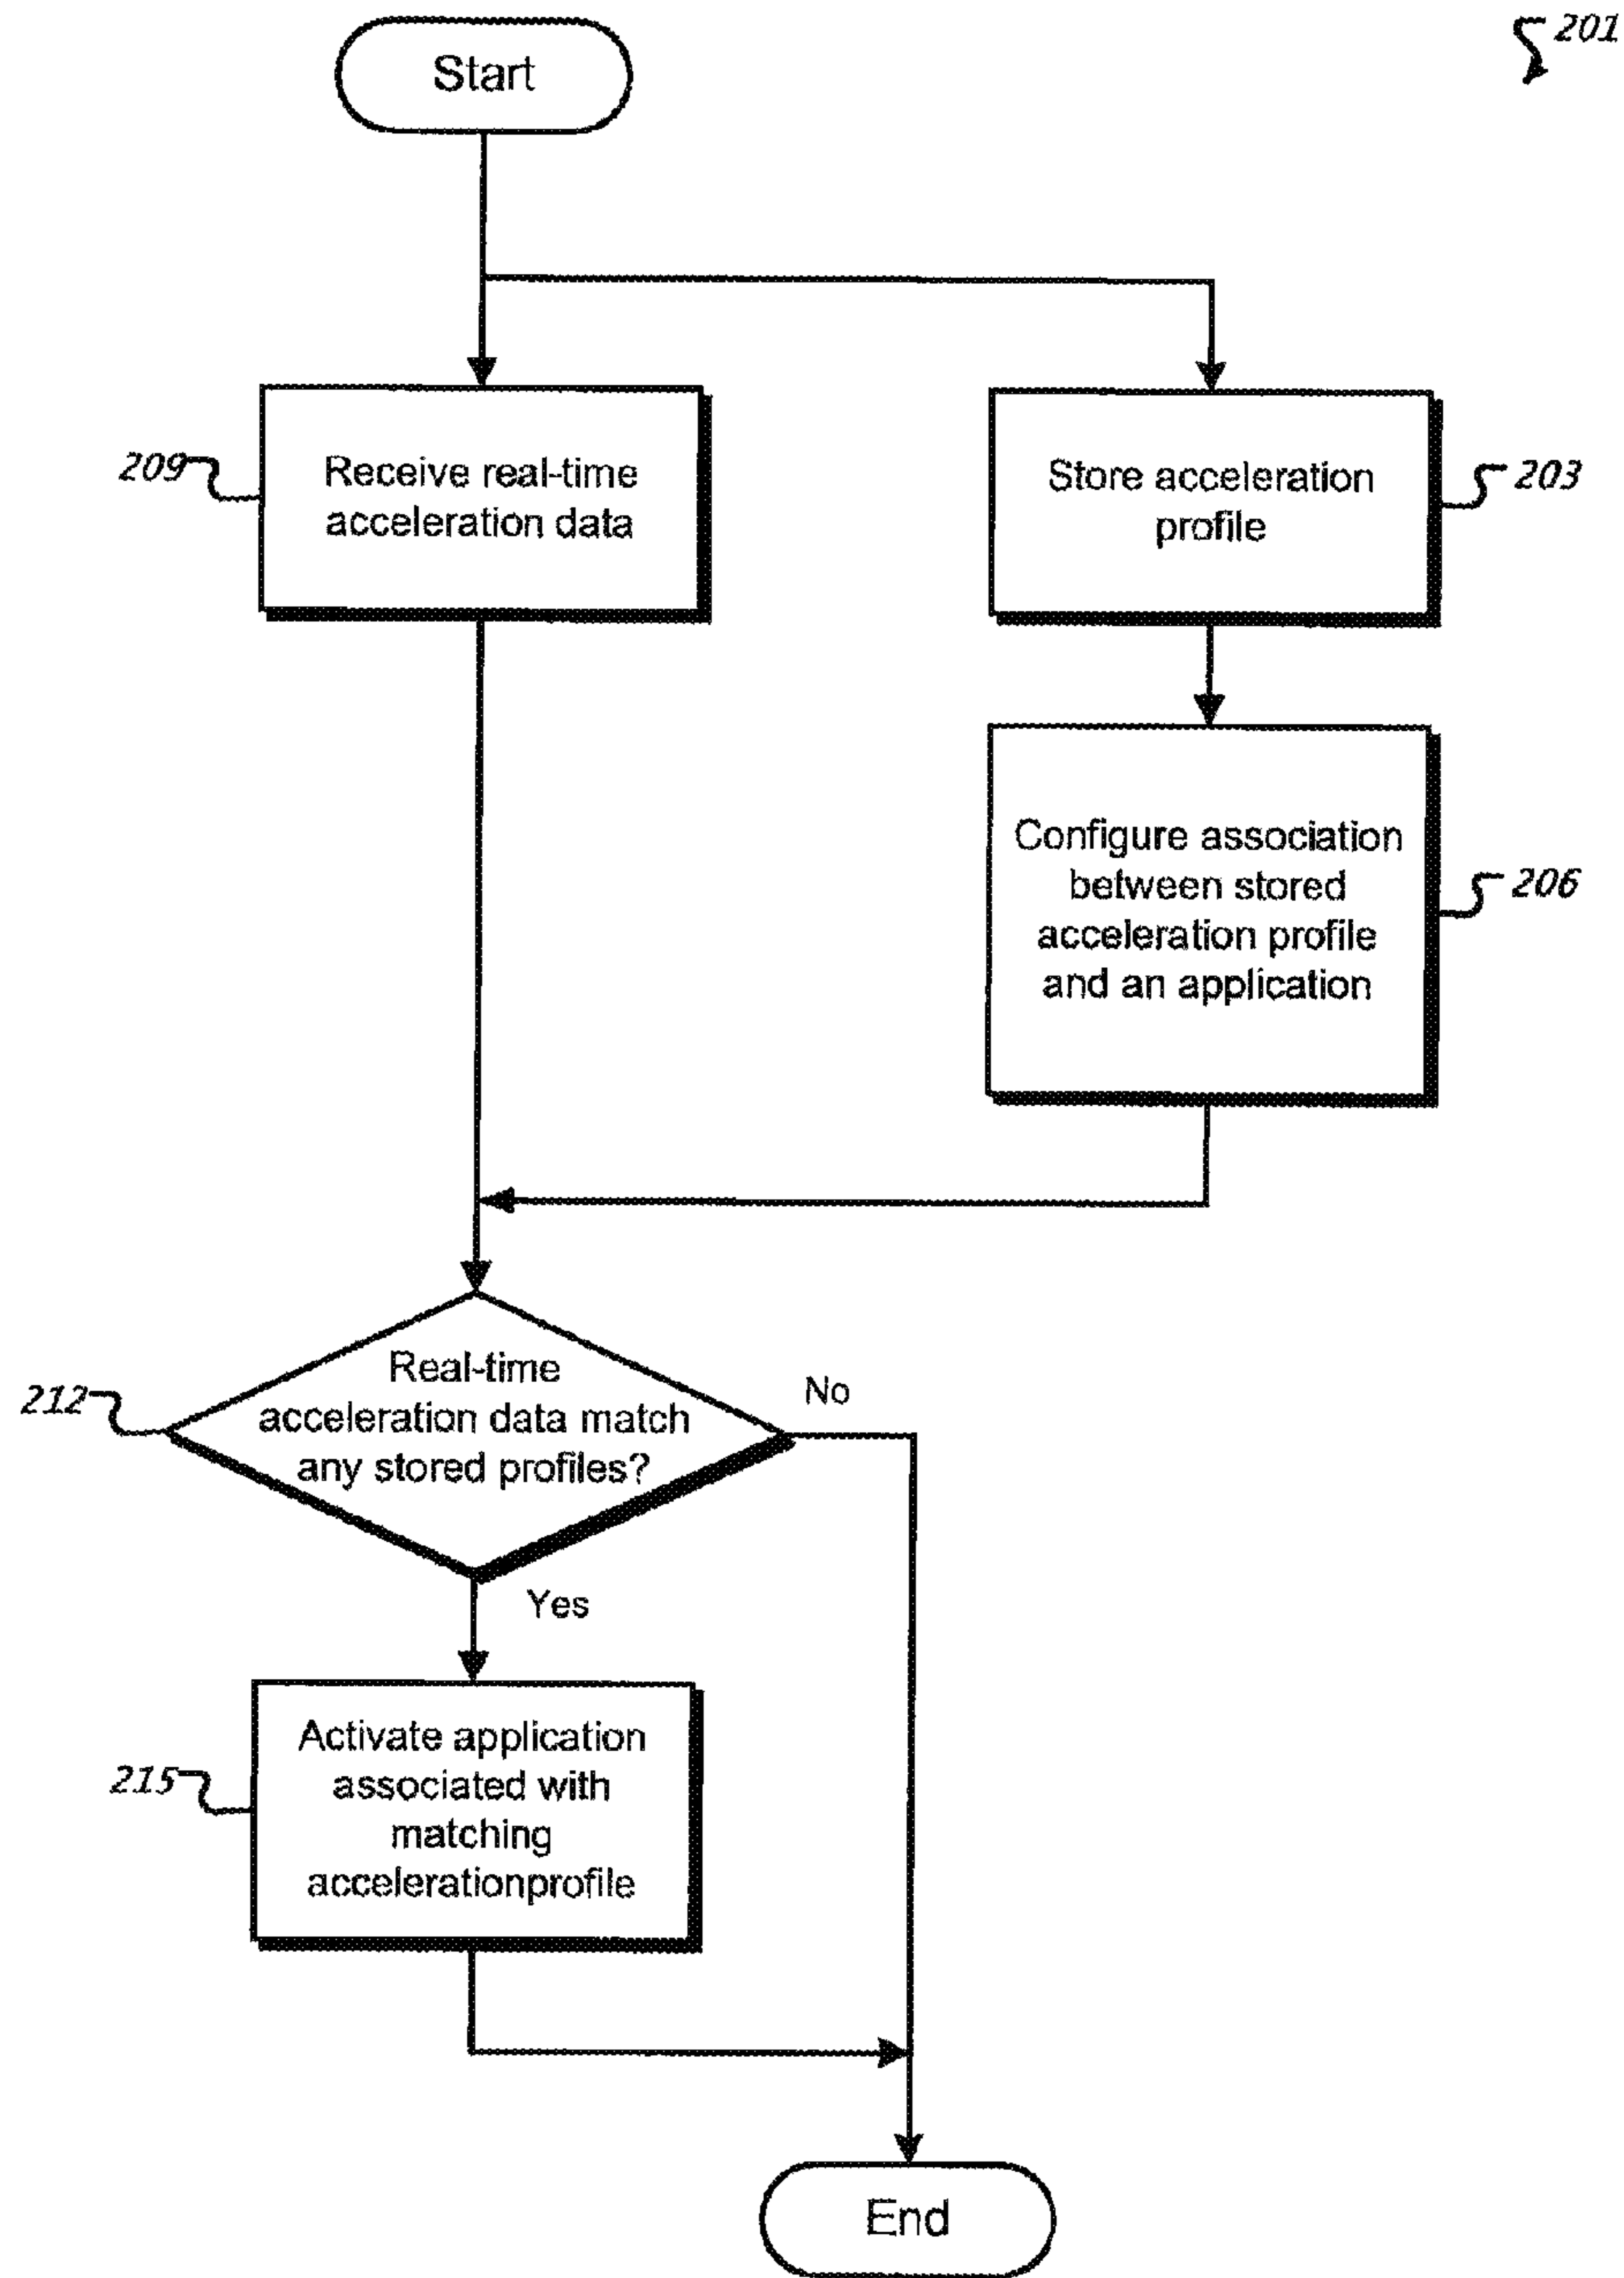 201
Start
209
Receive real-time
acceleration data
Store acceleration
profile
203
Configure association
between stored
acceleration profile
and an application
206
212
Real-time
acceleration data match
any stored profiles?
No
Yes
215
Activate application
associated with
matching
accelerationprofile
End